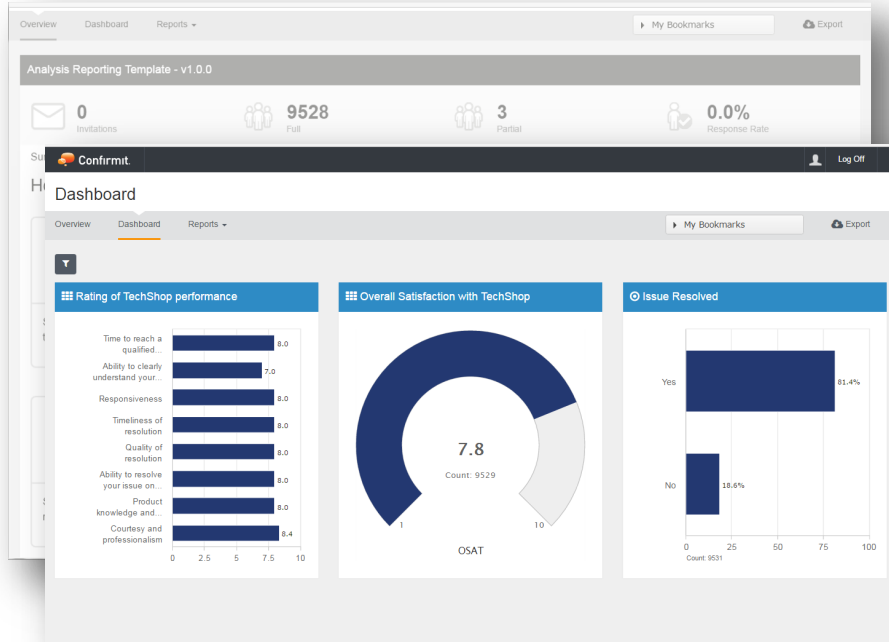 Overview Dashboard Reports My Bookmarks Export
Analysis Reporting Template - v1.0.0
0 9528 3 0.0%
Invitations Full Partial Response Rate
Confirmit. Log Off
Dashboard
Overview Dashboard Reports My Bookmarks Export
Rating of TechShop performance
Time to reach a
qualified...
8.0
Ability to clearly
understand your...
7.0
Responsiveness
8.0
Timeliness of
resolution
8.0
Quality of
resolution
8.0
Ability to resolve
your issue on...
8.0
Product
knowledge and...
8.0
Courtesy and
professionalism
8.4
0 2.5 5 7.5 10
Overall Satisfaction with TechShop
7.8
Count: 9529
1 10
OSAT
Issue Resolved
Yes 81.4%
No 18.6%
0 25 50 75 100
Count: 9531